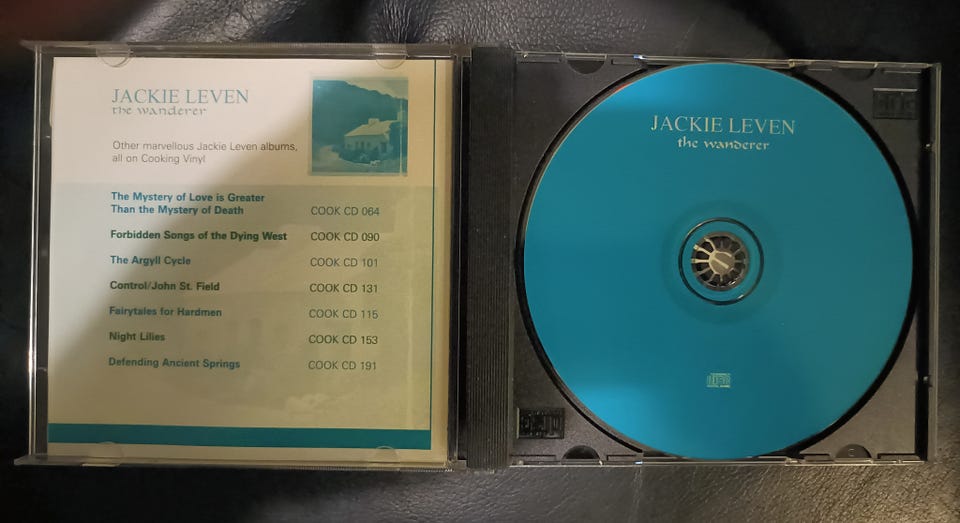 JACKIE LEVEN
the wanderer
Other marvellous Jackie Leven albums,
all on Cooking Vinyl
The Mystery of Love is Greater
Than the Mystery of Death COOK CD 064
Forbidden Songs of the Dying West COOK CD 090
The Argyll Cycle COOK CD 101
Control/John St. Field COOK CD 131
Fairytales for Hardmen COOK CD 115
Night Lilies COOK CD 153
Defending Ancient Springs COOK CD 191
JACKIE LEVEN
the wanderer